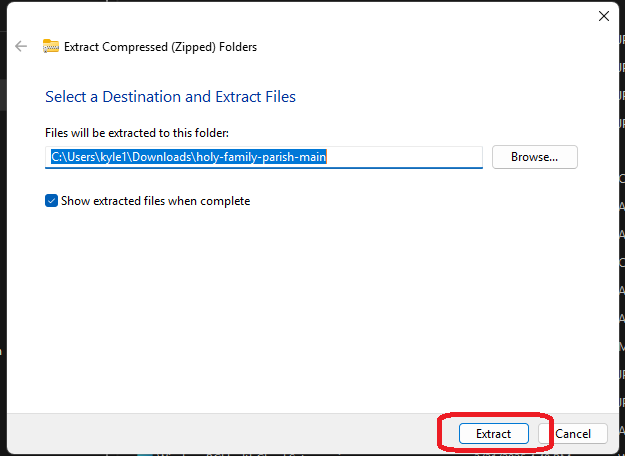 Extract Compressed (Zipped) Folders
Select a Destination and Extract Files
Files will be extracted to this folder:
C:\Users\kyle1\Downloads\holy-family-parish-main
Browse...
Show extracted files when complete
Extract
Cancel